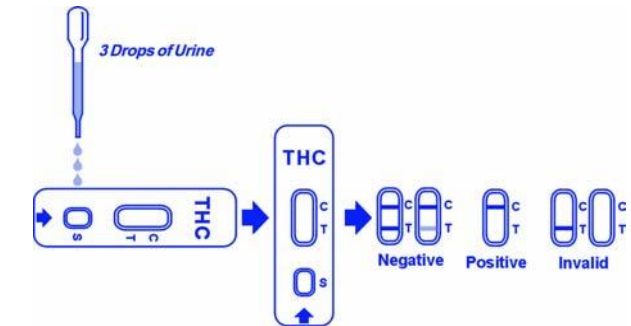 3 Drops of Urine
S
T C
THC
THC
C
T
S
C
T
C
T
Negative
C
T
Positive
C
T
C
T
Invalid